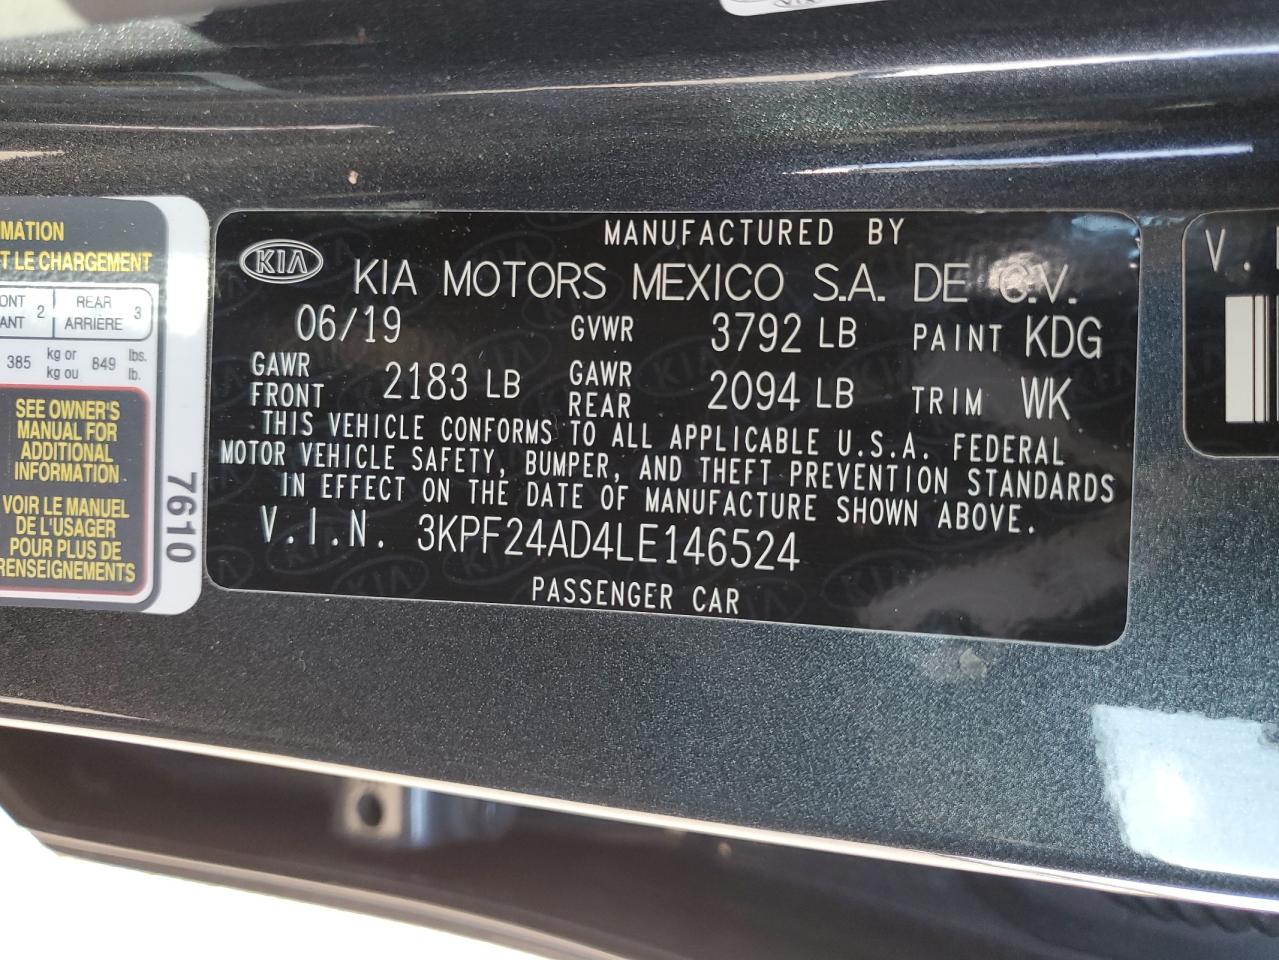 MATION
T LE CHARGEMENT
2
REAR
ARRIÈRE
3
385
kg or
kg ou
849
lbs.
lb.
SEE OWNER'S
MANUAL FOR
ADDITIONAL
INFORMATION
VOIR LE MANUEL
DE L'USAGER
POUR PLUS DE
RENSEIGNEMENTS
7610
KIA
MANUFACTURED BY
KIA MOTORS MEXICO S.A. DE C.V.
06/19 GVWR 3792 LB PAINT KDG
GAWR FRONT 2183 LB GAWR REAR 2094 LB TRIM WK
THIS VEHICLE CONFORMS TO ALL APPLICABLE U.S.A. FEDERAL
MOTOR VEHICLE SAFETY, BUMPER, AND THEFT PREVENTION STANDARDS
IN EFFECT ON THE DATE OF MANUFACTURE SHOWN ABOVE.
V.I.N. 3KPF24AD4LE146524
PASSENGER CAR
V.